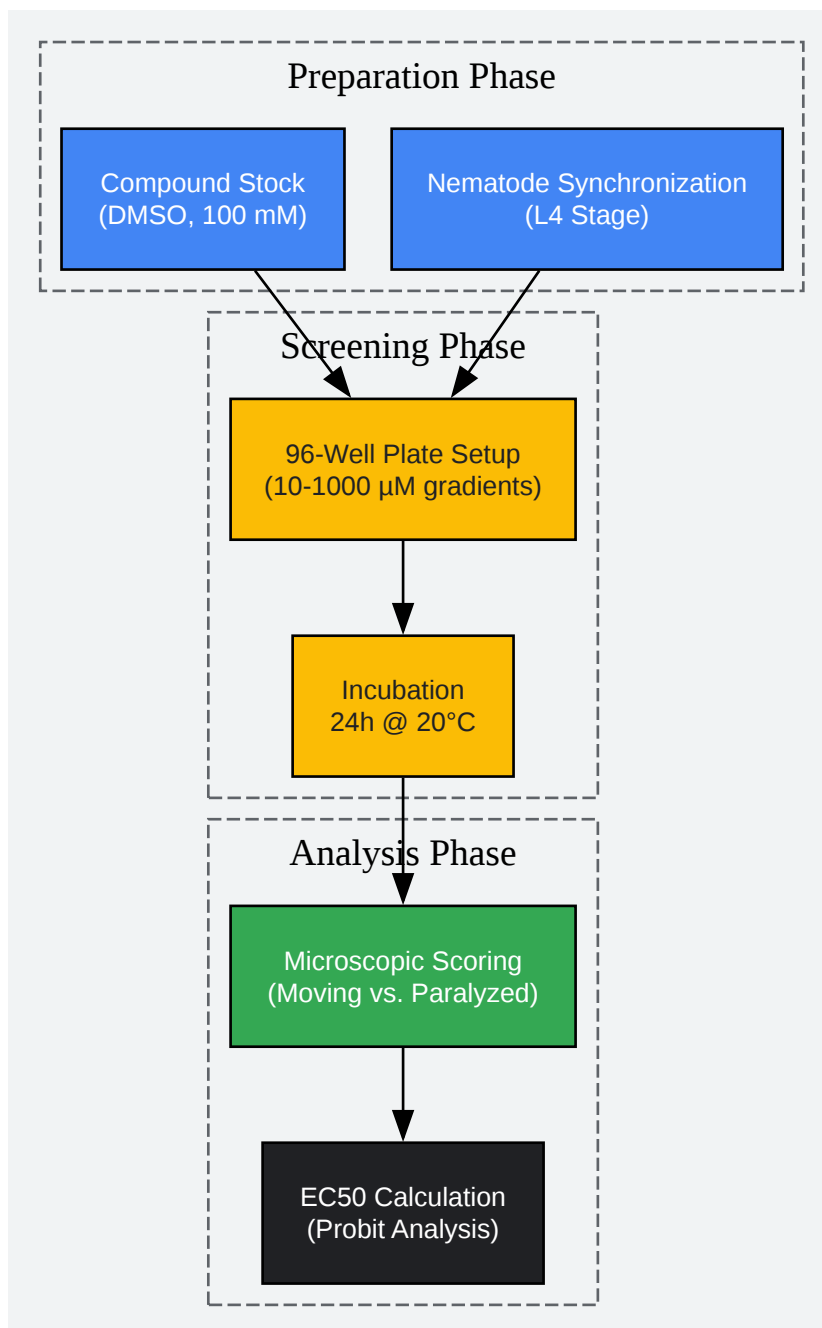 Preparation Phase
Compound Stock
(DMSO, 100 mM)
Nematode Synchronization
(L4 Stage)
Screening Phase
96-Well Plate Setup
(10-1000 µM gradients)
Incubation
24h @ 20°C
Analysis Phase
Microscopic Scoring
(Moving vs. Paralyzed)
EC50 Calculation
(Probit Analysis)